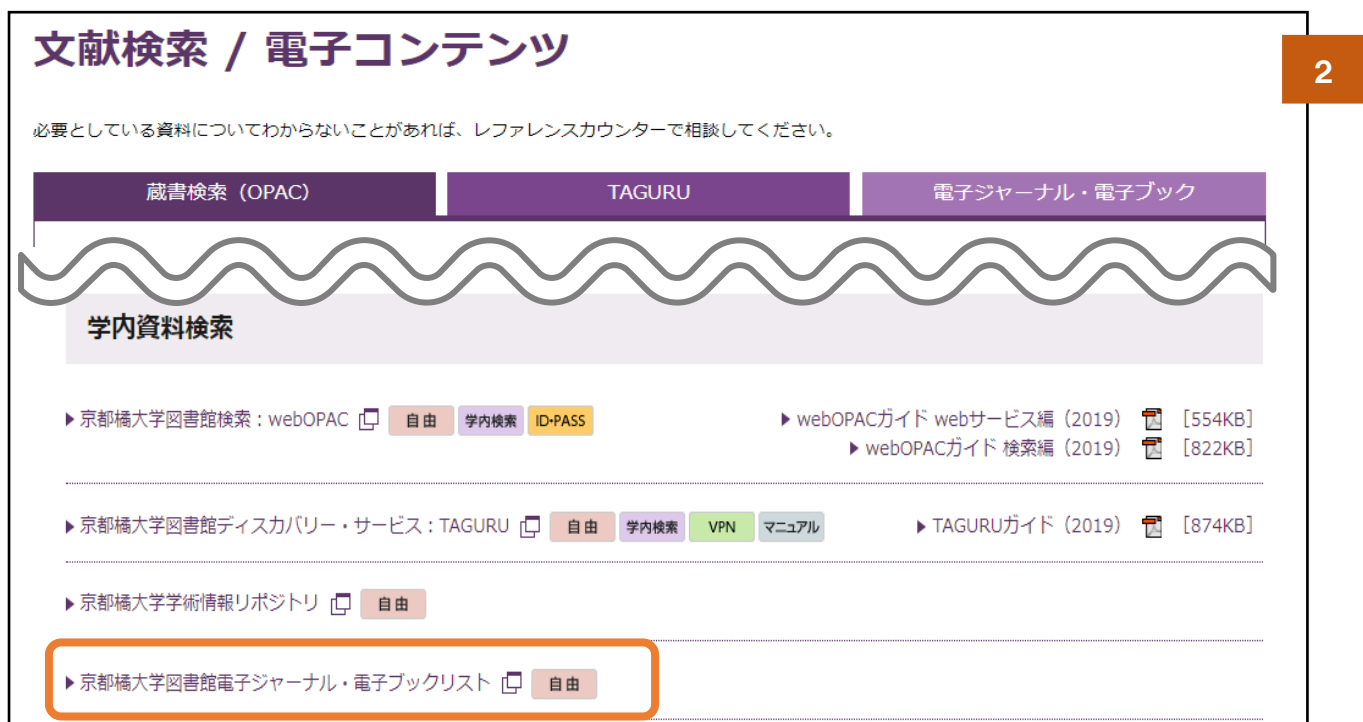 文献検索 / 電子コンテンツ
2
必要としている資料についてわからないことがあれば、レファレンスカウンターで相談してください。
蔵書検索（OPAC） TAGURU 電子ジャーナル・電子ブック
学内資料検索
京都橘大学図書館検索：webOPAC 自由 学内検索 ID・PASS webOPACガイド webサービス編（2019） [554KB]
webOPACガイド 検索編（2019） [822KB]
京都橘大学図書館ディスカバリー・サービス：TAGURU 自由 学内検索 VPN マニュアル TAGURUガイド（2019） [874KB]
京都橘大学学術情報リポジトリ 自由
京都橘大学図書館電子ジャーナル・電子ブックリスト 自由